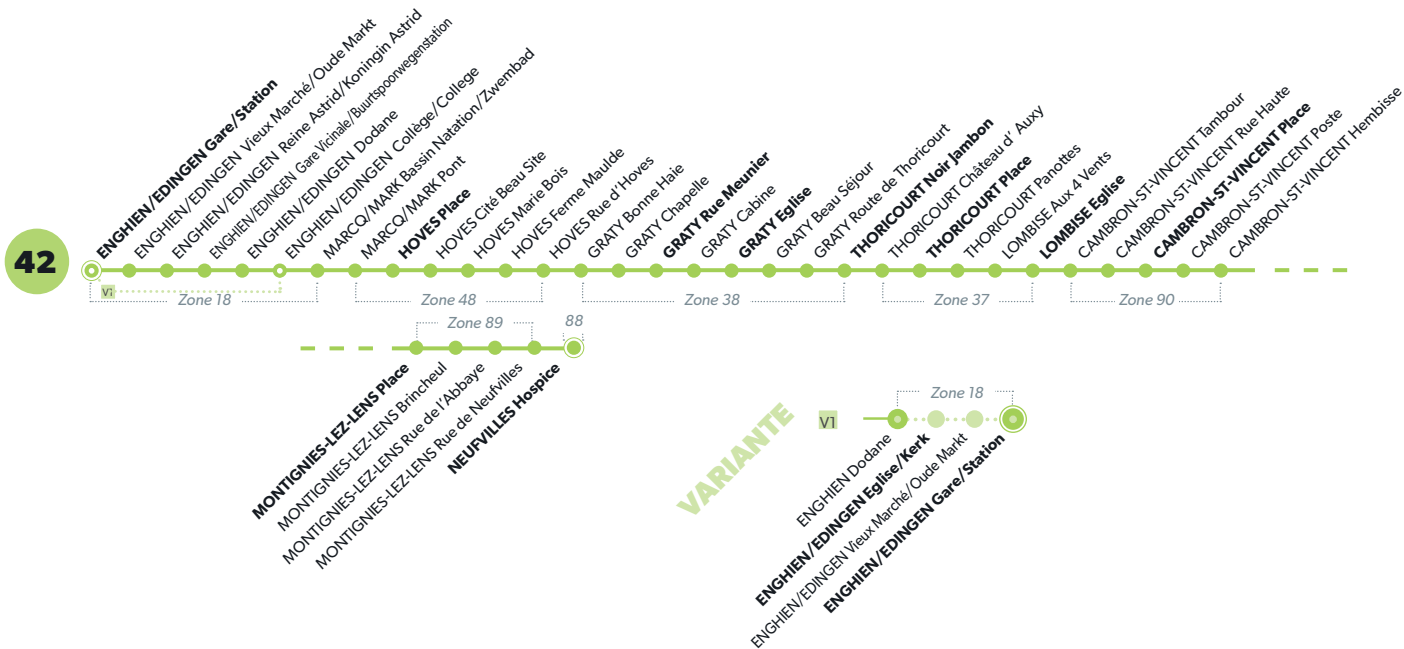 42
ENGHIEN/EDINGEN Gare/Station
ENGHIEN/EDINGEN Vieux Marché/Oude Markt
ENGHIEN/EDINGEN Reine Astrid/Koningin Astrid
ENGHIEN/EDINGEN Gare Vicinale/Buurtspoorwegenstation
ENGHIEN/EDINGEN Dodane
ENGHIEN/EDINGEN Collège/College
MARCQ/MARK Bassin Natation/Zwembad
MARCQ/MARK Pont
HOVES Place
HOVES Cité Beau Site
HOVES Marie Bois
HOVES Ferme Maulde
HOVES Rue d'Hoves
GRATY Bonne Haie
GRATY Chapelle
GRATY Rue Meunier
GRATY Cabine
GRATY Eglise
GRATY Beau Séjour
GRATY Route de Thoricourt
THORICOURT Noir Jambon
THORICOURT Château d' Auxy
THORICOURT Place
THORICOURT Panottes
LOMBISE Aux 4 Vents
LOMBISE Eglise
CAMBRON-ST-VINCENT Tambour
CAMBRON-ST-VINCENT Rue Haute
CAMBRON-ST-VINCENT Place
CAMBRON-ST-VINCENT Poste
CAMBRON-ST-VINCENT Hembisse
V1
Zone 18
Zone 48
Zone 38
Zone 37
Zone 90
Zone 89
88
MONTIGNIES-LEZ-LENS Place
MONTIGNIES-LEZ-LENS Brincheul
MONTIGNIES-LEZ-LENS Rue de l'Abbaye
MONTIGNIES-LEZ-LENS Rue de Neufvilles
NEUFVILLES Hospice
VARIANTE
V1
Zone 18
ENGHIEN Dodane
ENGHIEN/EDINGEN Eglise/Kerk
ENGHIEN/EDINGEN Vieux Marché/Oude Markt
ENGHIEN/EDINGEN Gare/Station